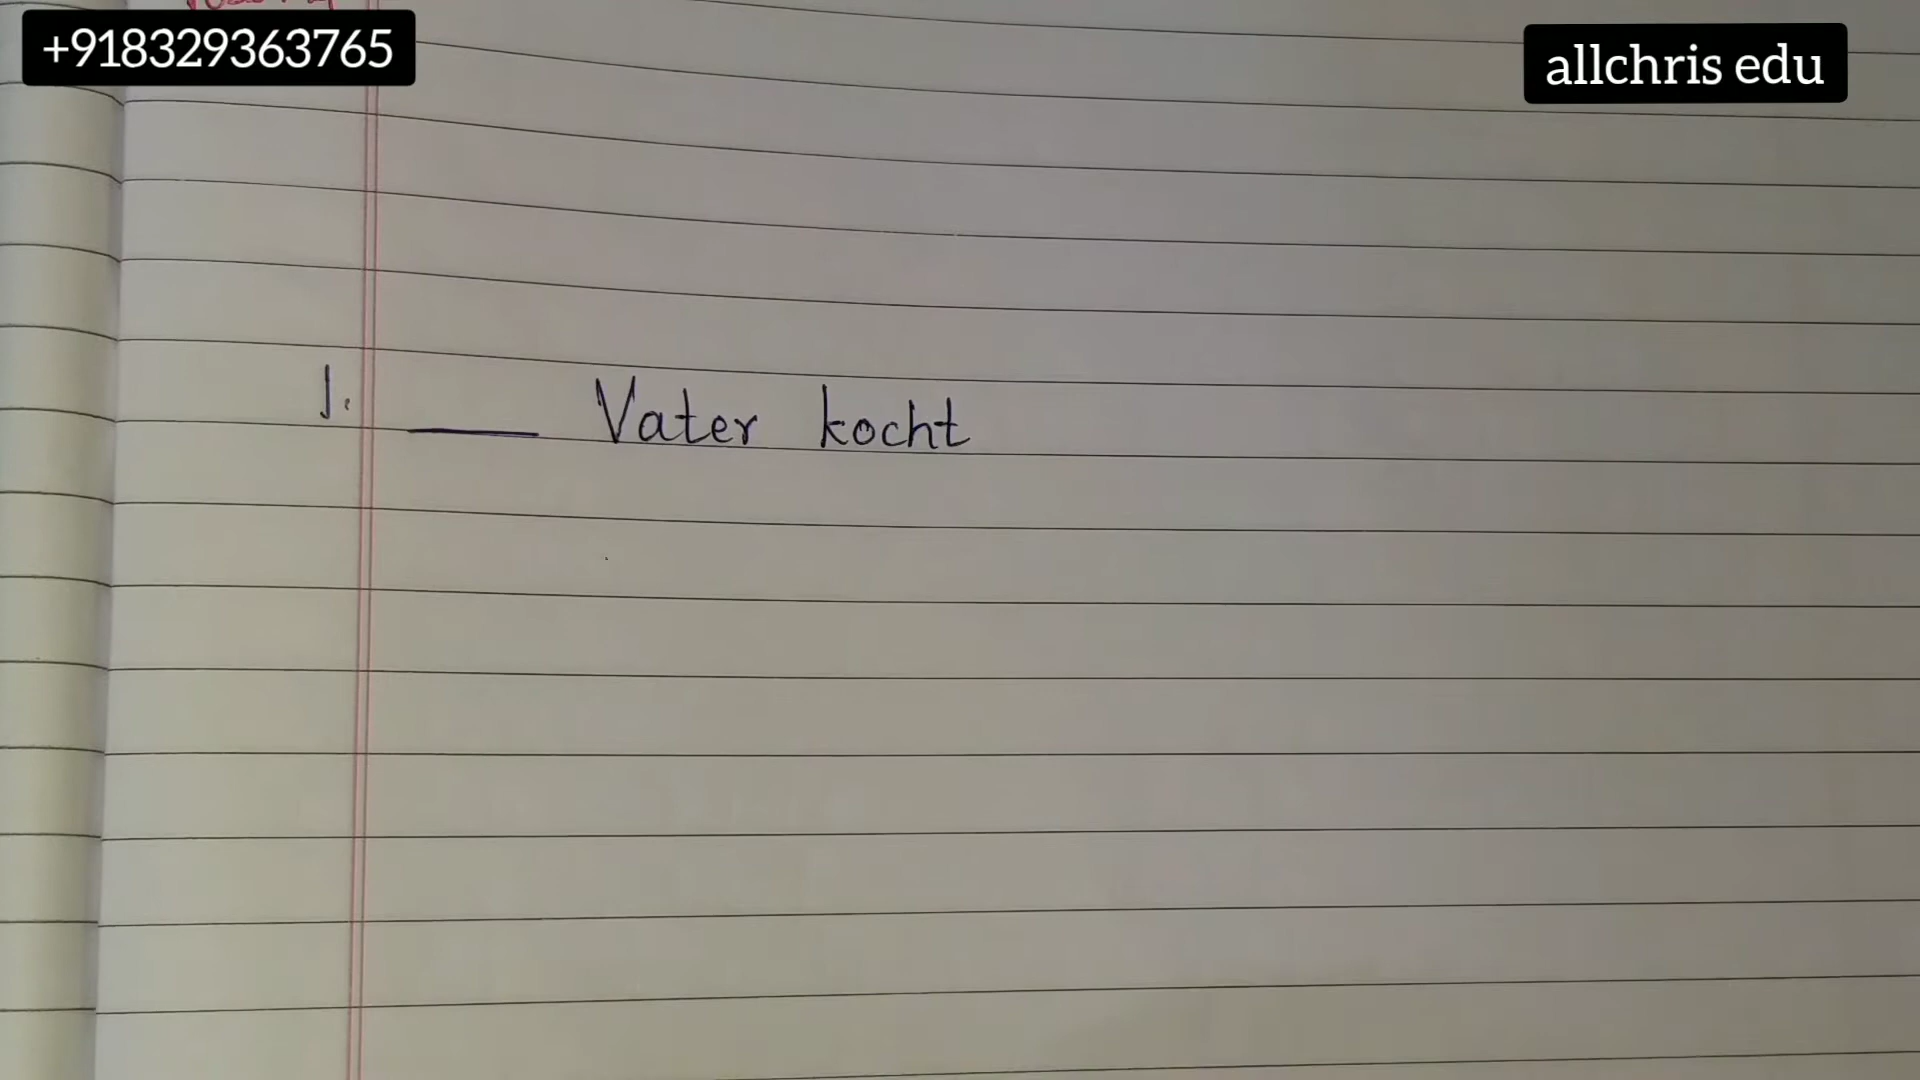 +918329363765
allchris edu
1. ____ Vater kocht